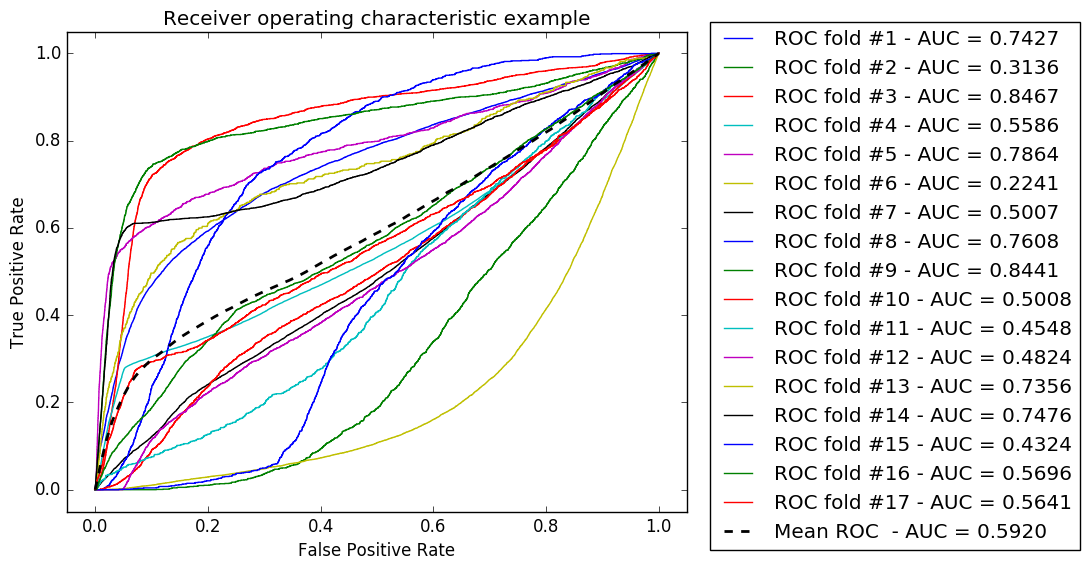 Receiver operating characteristic example
True Positive Rate
1.0
0.8
0.6
0.4
0.2
0.0
0.0 0.2 0.4 0.6 0.8 1.0
False Positive Rate
ROC fold #1 - AUC = 0.7427
ROC fold #2 - AUC = 0.3136
ROC fold #3 - AUC = 0.8467
ROC fold #4 - AUC = 0.5586
ROC fold #5 - AUC = 0.7864
ROC fold #6 - AUC = 0.2241
ROC fold #7 - AUC = 0.5007
ROC fold #8 - AUC = 0.7608
ROC fold #9 - AUC = 0.8441
ROC fold #10 - AUC = 0.5008
ROC fold #11 - AUC = 0.4548
ROC fold #12 - AUC = 0.4824
ROC fold #13 - AUC = 0.7356
ROC fold #14 - AUC = 0.7476
ROC fold #15 - AUC = 0.4324
ROC fold #16 - AUC = 0.5696
ROC fold #17 - AUC = 0.5641
Mean ROC  - AUC = 0.5920